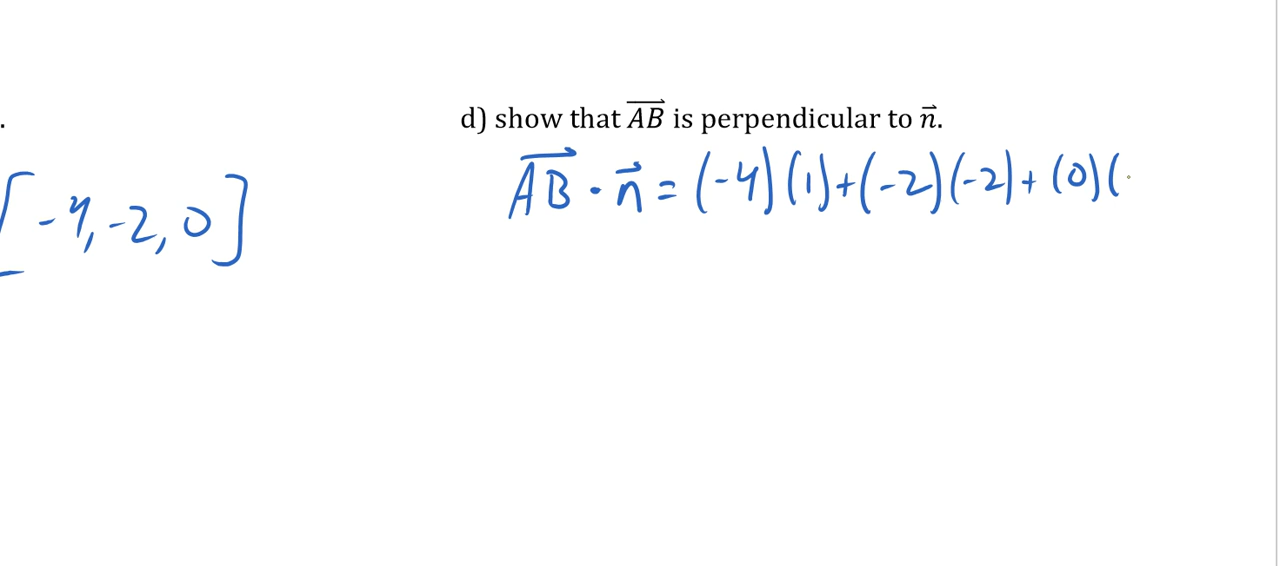 .
d) show that \overrightarrow{AB} is perpendicular to \vec{n}.
[-4, -2, 0]
\overrightarrow{AB} · \vec{n} = (-4)(1)+(-2)(-2)+(0)(